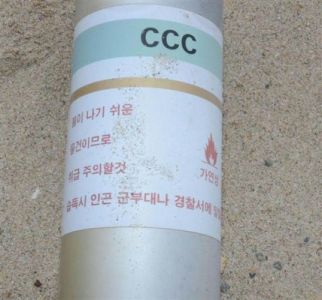 CCC
불이 나기 쉬운
물건이므로
취급 주의할것
가연성
습득시 인근 군부대나 경찰서에